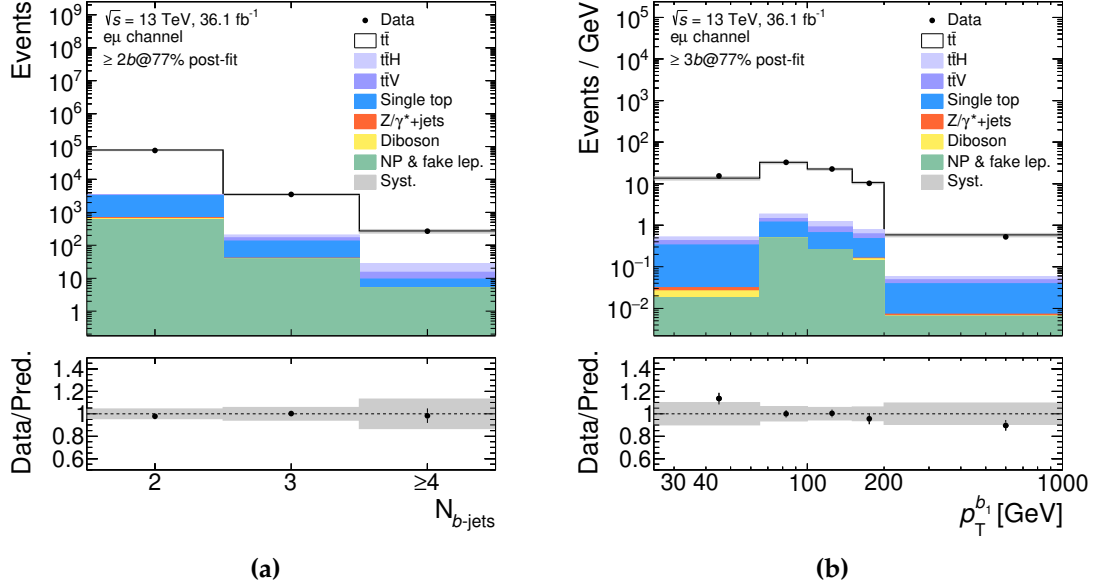 √s = 13 TeV, 36.1 fb⁻¹
eμ channel
≥ 2b@77% post-fit
Data
tt̄
tt̄H
tt̄V
Single top
Z/γ*+jets
Diboson
NP & fake lep.
Syst.
Events
10⁹
10⁸
10⁷
10⁶
10⁵
10⁴
10³
10²
10
1
Data/Pred.
1.4
1.2
1
0.8
0.6
2
3
≥4
N_b-jets
(a)
√s = 13 TeV, 36.1 fb⁻¹
eμ channel
≥ 3b@77% post-fit
Data
tt̄
tt̄H
tt̄V
Single top
Z/γ*+jets
Diboson
NP & fake lep.
Syst.
Events / GeV
10⁵
10⁴
10³
10²
10
1
10⁻¹
10⁻²
Data/Pred.
1.4
1.2
1
0.8
0.6
30
100
200
1000
p_T^{b₁} [GeV]
(b)